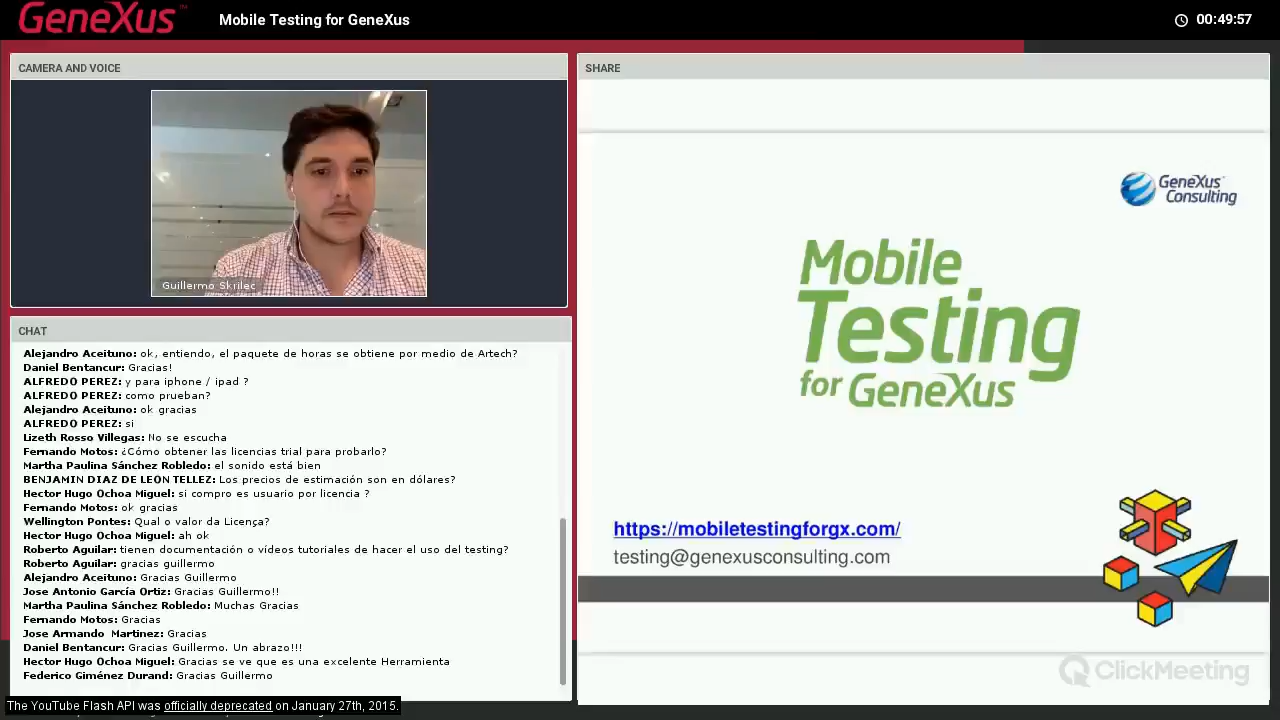 GeneXus™
Mobile Testing for GeneXus
00:49:57
CAMERA AND VOICE
Guillermo Skrilec
CHAT
Alejandro Aceituno: ok, entiendo, el paquete de horas se obtiene por medio de Artech?
Daniel Bentancur: Gracias!
ALFREDO PEREZ: y para iphone / ipad ?
ALFREDO PEREZ: como prueban?
Alejandro Aceituno: ok gracias
ALFREDO PEREZ: si
Lizeth Rosso Villegas: No se escucha
Fernando Motos: ¿Cómo obtener las licencias trial para probarlo?
Martha Paulina Sánchez Robledo: el sonido está bien
BENJAMIN DIAZ DE LEON TELLEZ: Los precios de estimación son en dólares?
Hector Hugo Ochoa Miguel: si compro es usuario por licencia ?
Fernando Motos: ok gracias
Wellington Pontes: Qual o valor da Licença?
Hector Hugo Ochoa Miguel: ah ok
Roberto Aguilar: tienen documentación o vídeos tutoriales de hacer el uso del testing?
Roberto Aguilar: gracias guillermo
Alejandro Aceituno: Gracias Guillermo
Jose Antonio García Ortiz: Gracias Guillermo!!
Martha Paulina Sánchez Robledo: Muchas Gracias
Fernando Motos: Gracias
Jose Armando Martinez: Gracias
Daniel Bentancur: Gracias Guillermo. Un abrazo!!!
Hector Hugo Ochoa Miguel: Gracias se ve que es una excelente Herramienta
Federico Giménez Durand: Gracias Guillermo
The YouTube Flash API was officially deprecated on January 27th, 2015.
SHARE
GeneXus™
Consulting
Mobile
Testing
for GeneXus
https://mobiletestingforgx.com/
testing@genexusconsulting.com
ClickMeeting